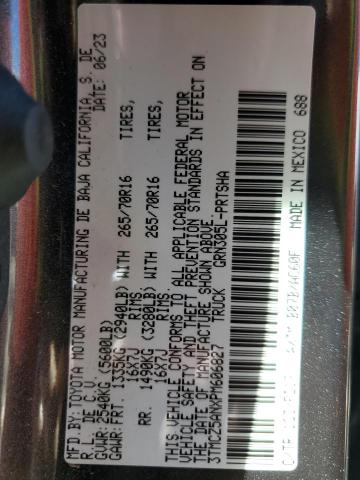 MFD. BY: TOYOTA MOTOR MANUFACTURING DE BAJA CALIFORNIA, S. DE
R. L. DE C. V. DATE: 06/23
GVWR: 2540KG (5600LB)
GAWR: FRT. 1335KG (2940LB) WITH 265/70R16 TIRES,
16X7J RIMS
RR. 1490KG (3280LB) WITH 265/70R16 TIRES,
16X7J RIMS
THIS VEHICLE CONFORMS TO ALL APPLICABLE FEDERAL MOTOR
VEHICLE SAFETY AND THEFT PREVENTION STANDARDS IN EFFECT ON
THE DATE OF MANUFACTURE SHOWN ABOVE.
3TMCZ5ANXPM606827 TRUCK GRN305L-PRTSHA
C/TR A/TM 
MADE IN MEXICO 688